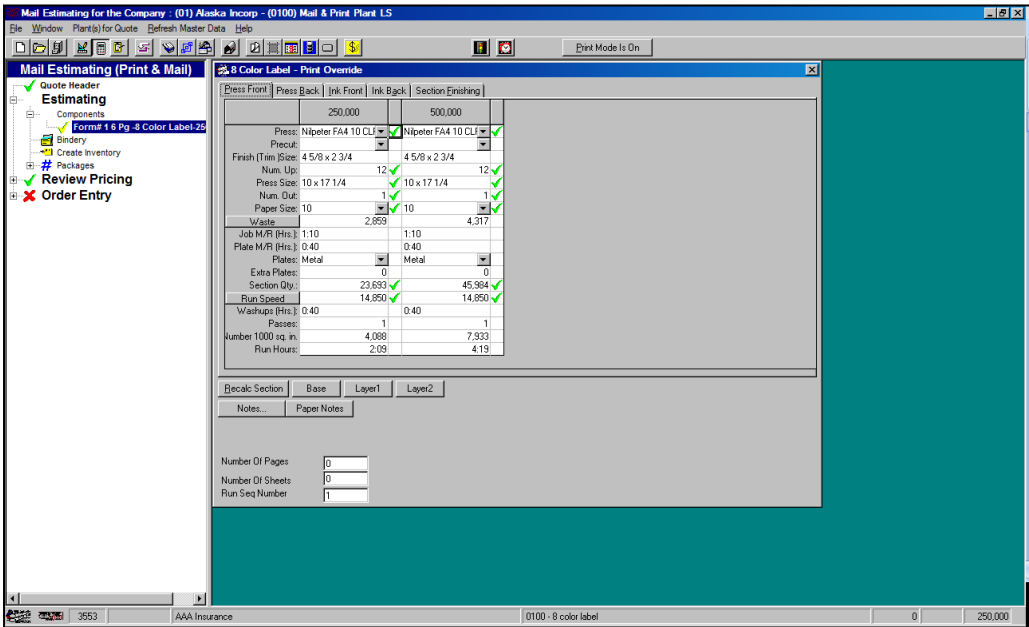 Mail Estimating for the Company : (01) Alaska Incorp - (0100) Mail & Print Plant LS
File Window Plant(s) for Quote Refresh Master Data Help
Print Mode Is On
Mail Estimating (Print & Mail)
Quote Header
Estimating
Components
Form# 1 6 Pg -8 Color Label-25
Bindery
Create Inventory
Packages
Review Pricing
Order Entry
8 Color Label - Print Override
Press Front Press Back Ink Front Ink Back Section Finishing
250,000 500,000
Press: Nilpeter FA4 10 CLF Nilpeter FA4 10 CLF
Precut:
Finish (Trim )Size: 4 5/8 x 2 3/4 4 5/8 x 2 3/4
Num. Up: 12 12
Press Size: 10 x 17 1/4 10 x 17 1/4
Num. Out: 1 1
Paper Size: 10 10
Waste 2,859 4,317
Job M/R (Hrs.): 1:10 1:10
Plate M/R (Hrs.): 0:40 0:40
Plates: Metal Metal
Extra Plates: 0 0
Section Qty.: 23,693 45,984
Run Speed 14,850 14,850
Washups (Hrs.): 0:40 0:40
Passes: 1 1
Number 1000 sq. in. 4,088 7,933
Run Hours: 2:09 4:19
Recalc Section Base Layer1 Layer2
Notes... Paper Notes
Number Of Pages 0
Number Of Sheets 0
Run Seq Number 1
3553 AAA Insurance 0100 - 8 color label 0 250,000